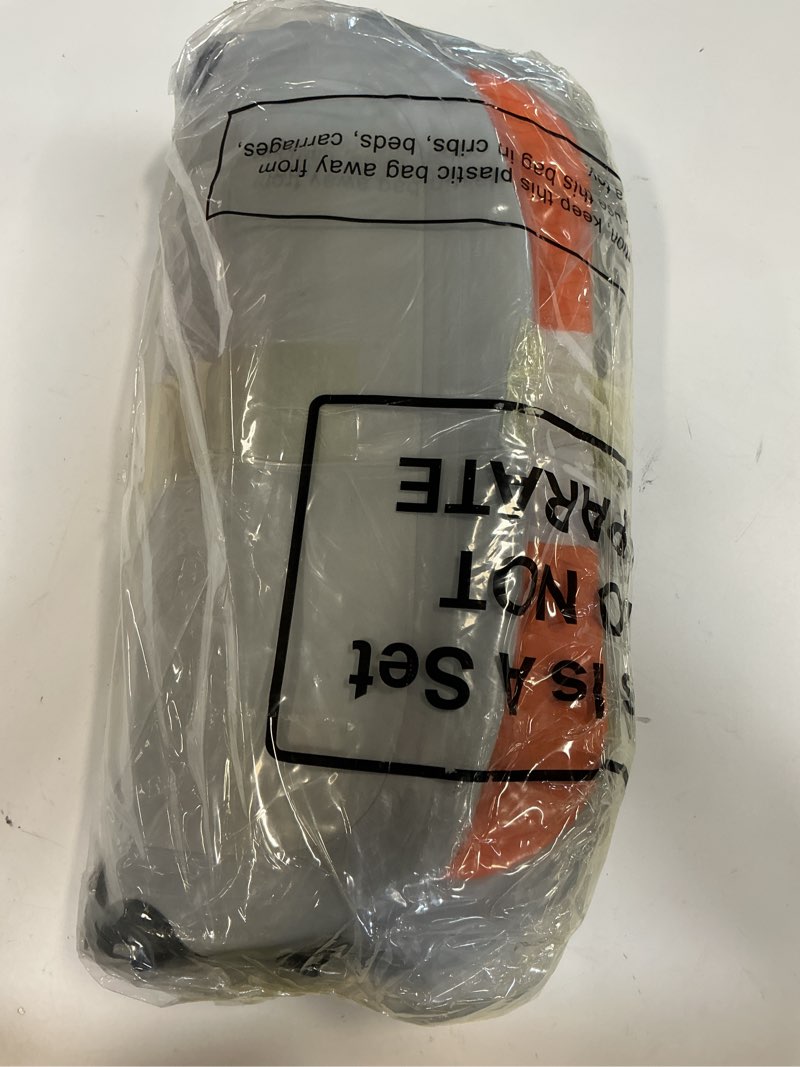 s Is A Set
O NOT
PARATE
keep this plastic bag away from
this bag in cribs, beds, carriages,